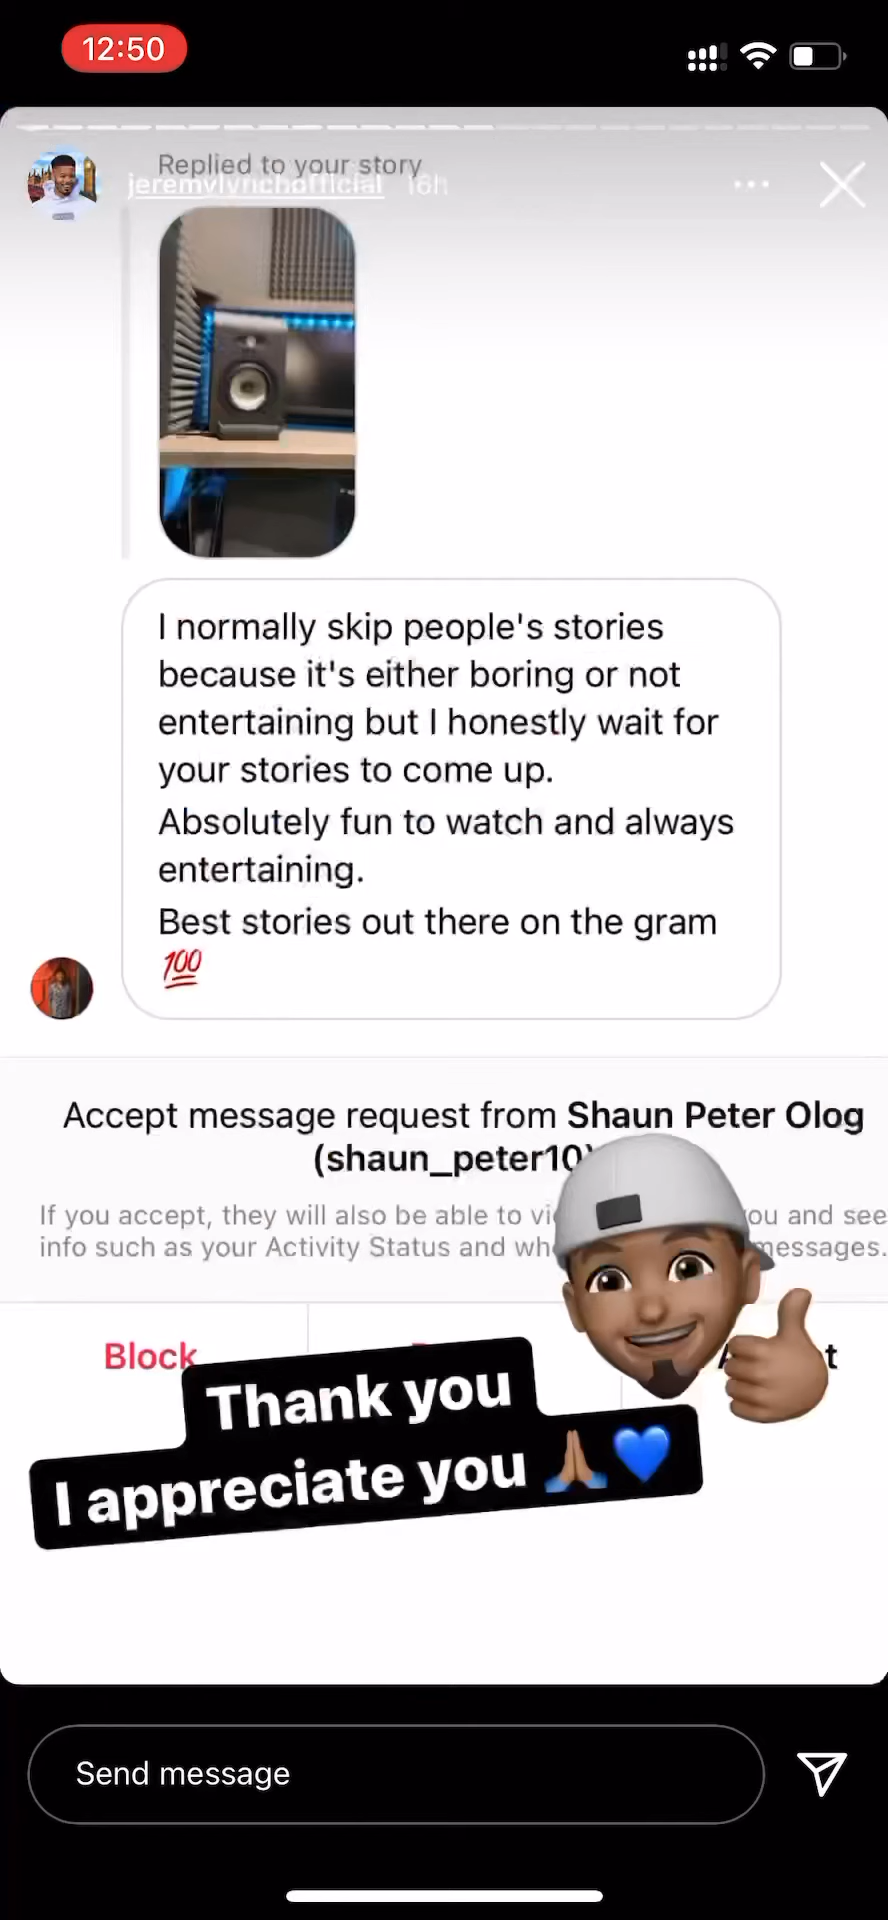 12:50
Replied to your story
jeremylyrichofficial 16h
I normally skip people's stories
because it's either boring or not
entertaining but I honestly wait for
your stories to come up.
Absolutely fun to watch and always
entertaining.
Best stories out there on the gram
💯
Accept message request from Shaun Peter Olog
(shaun_peter10)
If you accept, they will also be able to ou and see
info such as your Activity Status and messages.
Block
Thank you
I appreciate you 🙏🏽💙
Send message